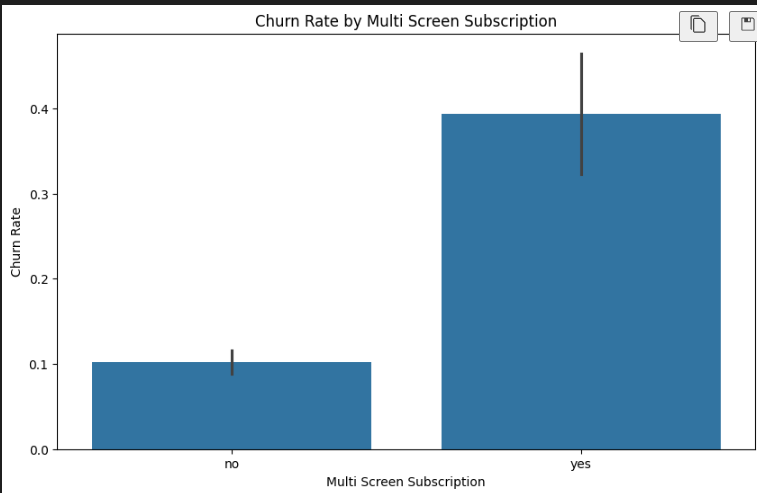 Churn Rate by Multi Screen Subscription
0.4
0.3
0.2
0.1
0.0
Churn Rate
no yes
Multi Screen Subscription